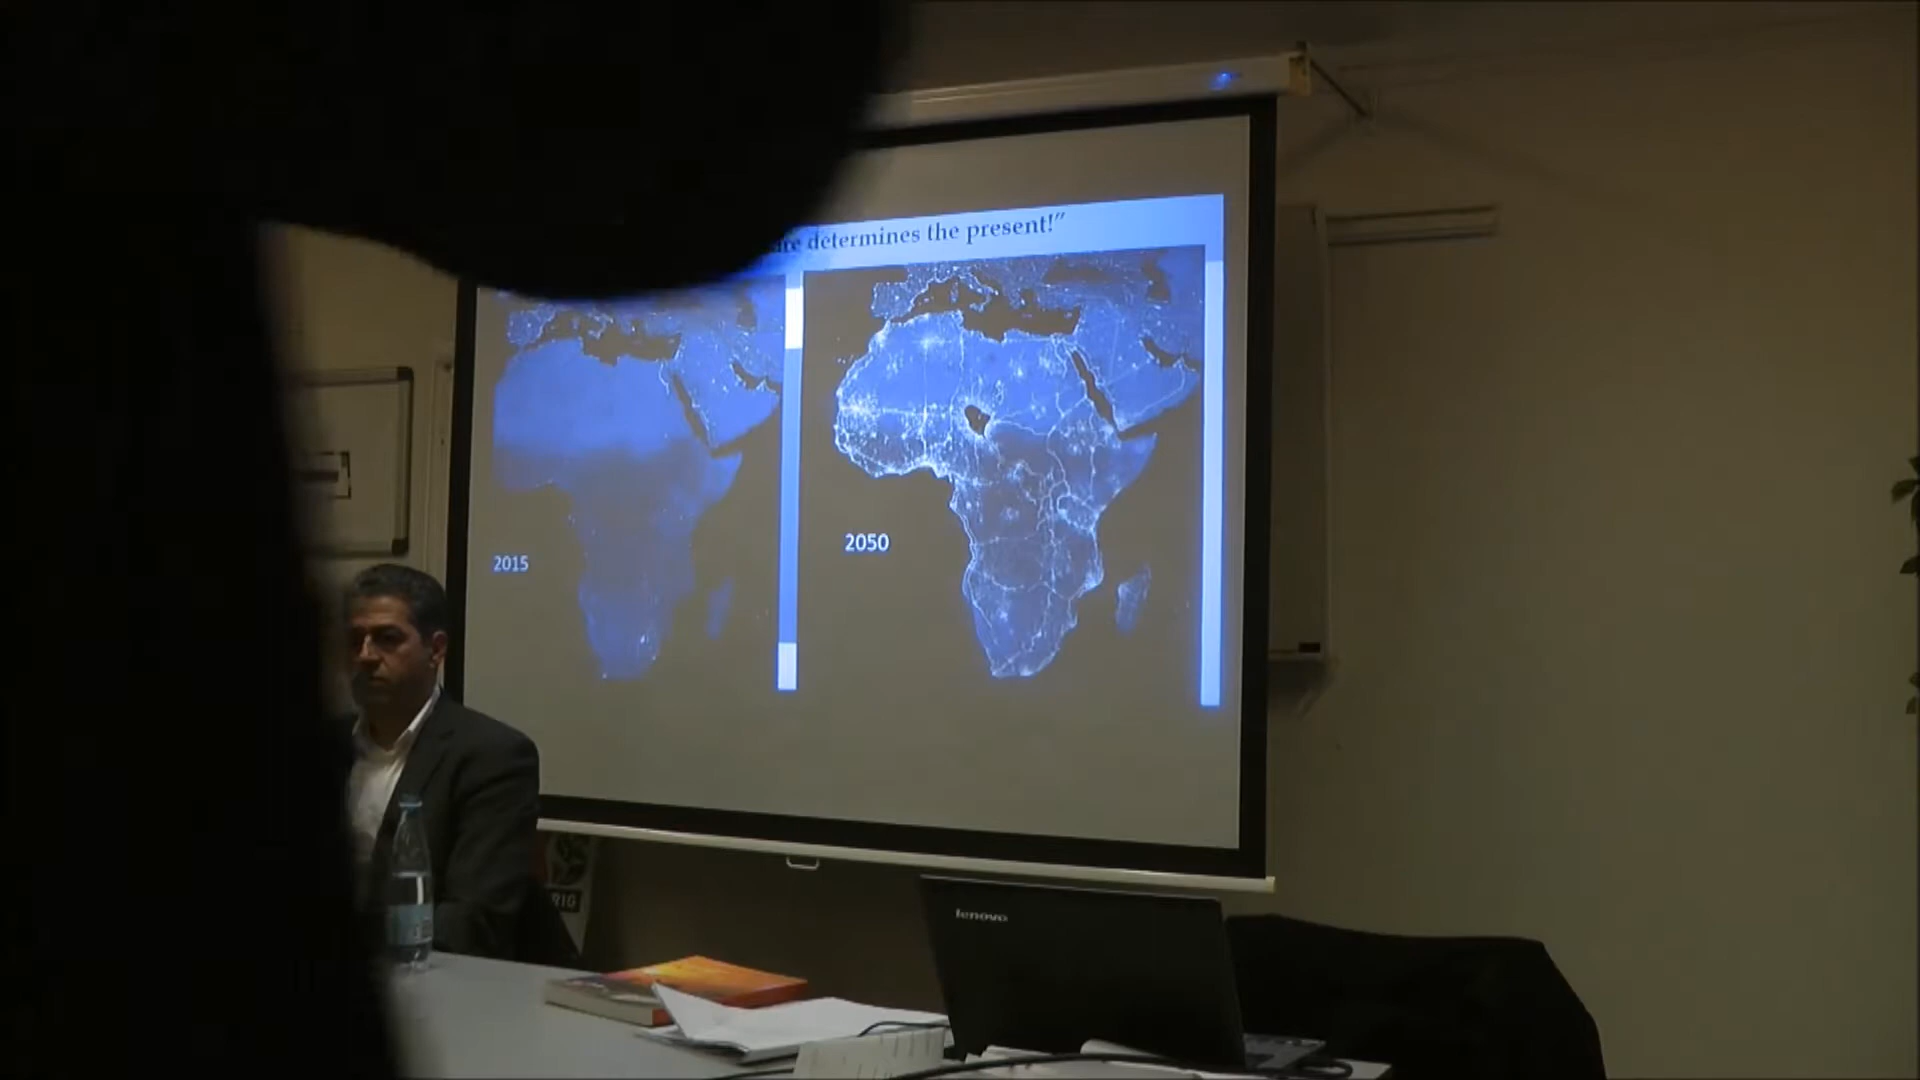 determines the present!”
2015
2050
lenovo